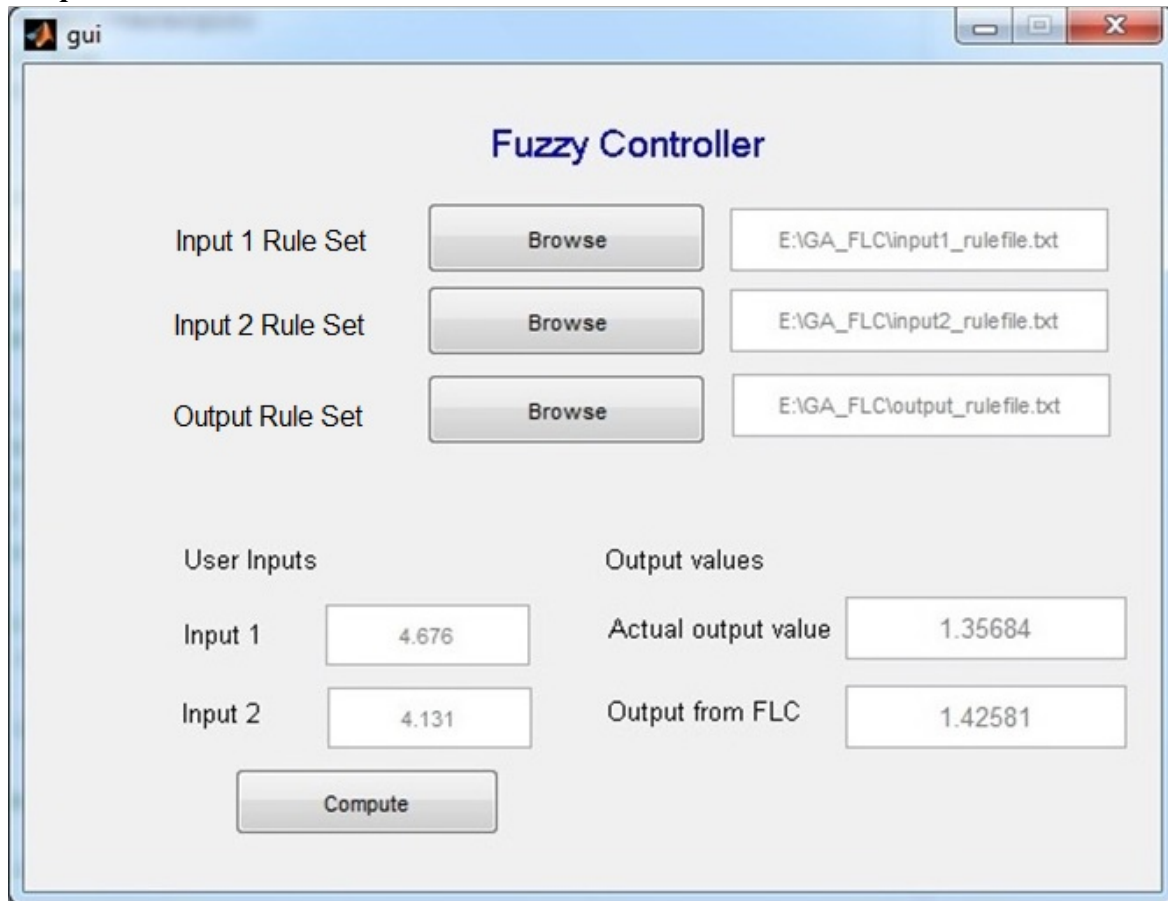 gui
Fuzzy Controller
Input 1 Rule Set Browse E:\GA_FLC\input1_rulefile.txt
Input 2 Rule Set Browse E:\GA_FLC\input2_rulefile.txt
Output Rule Set Browse E:\GA_FLC\output_rulefile.txt
User Inputs Output values
Input 1 4.676 Actual output value 1.35684
Input 2 4.131 Output from FLC 1.42581
Compute